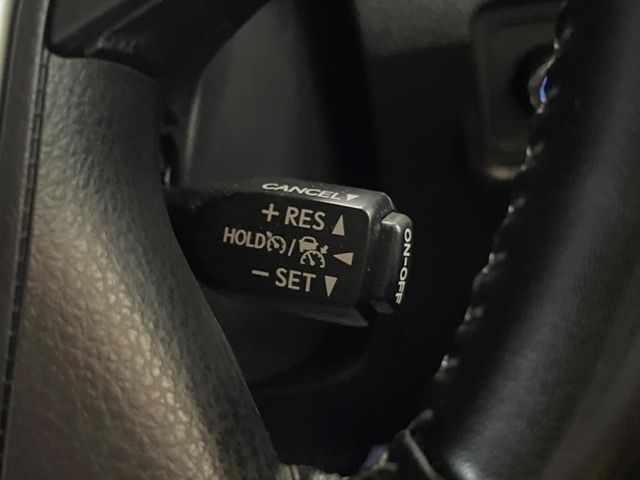 CANCEL▼
+ RES ▲
HOLD / ◀
− SET ▼
ON–OFF